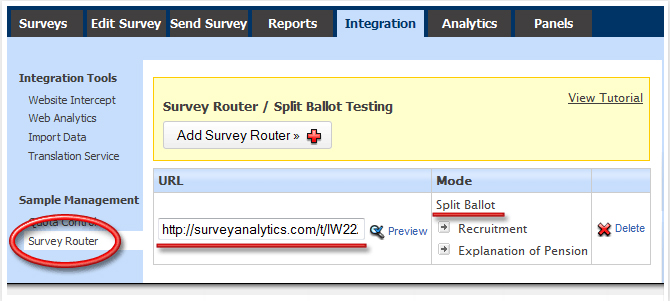 Surveys Edit Survey Send Survey Reports Integration Analytics Panels
Integration Tools
Website Intercept
Web Analytics
Import Data
Translation Service
Sample Management
Quota Control
Survey Router
Survey Router / Split Ballot Testing
View Tutorial
Add Survey Router »
URL Mode
http://surveyanalytics.com/t/IW22 Preview
Split Ballot
Recruitment
Explanation of Pension
Delete